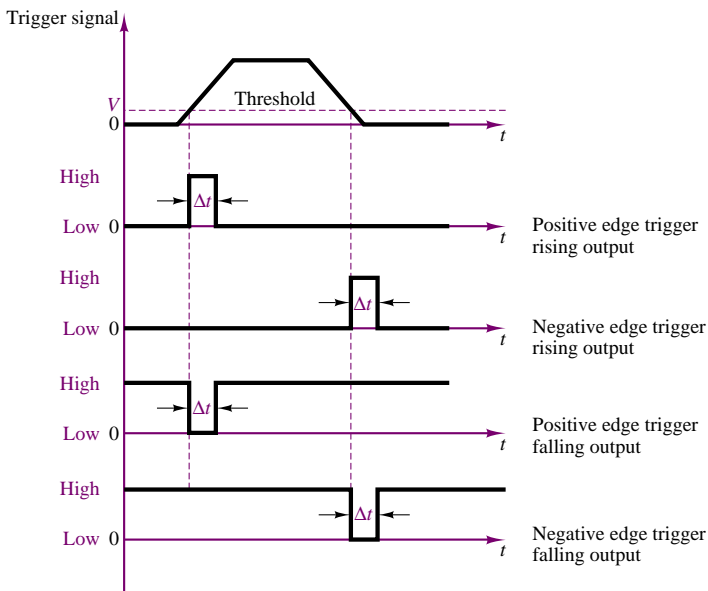 Trigger signal
Threshold
V
0
t
High
Δt
Low 0
t
Positive edge trigger
rising output
High
Δt
Low 0
t
Negative edge trigger
rising output
High
Δt
Low 0
t
Positive edge trigger
falling output
High
Δt
Low 0
t
Negative edge trigger
falling output